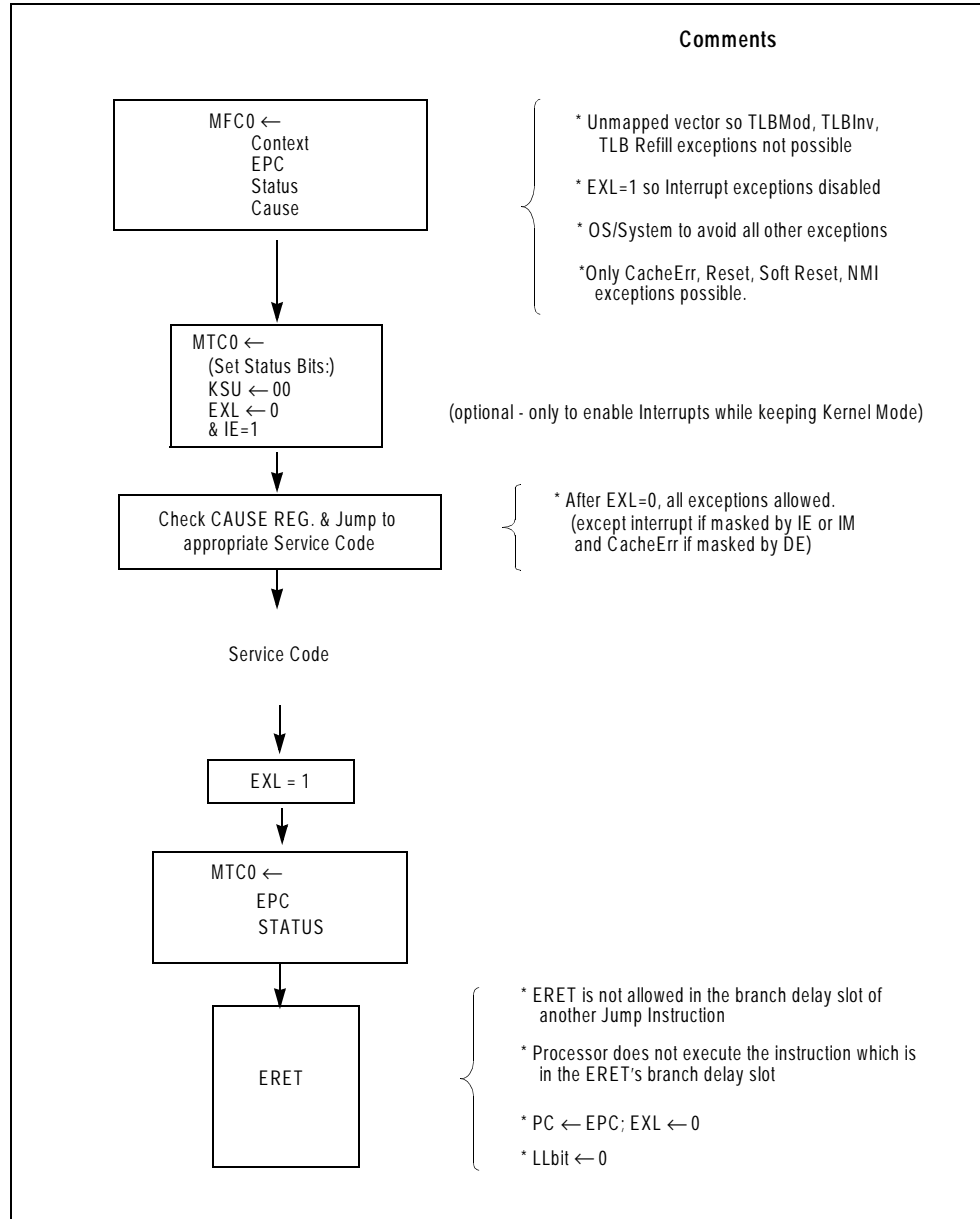 Comments
MFC0 ←
Context
EPC
Status
Cause
* Unmapped vector so TLBMod, TLBInv,
TLB Refill exceptions not possible
* EXL=1 so Interrupt exceptions disabled
* OS/System to avoid all other exceptions
*Only CacheErr, Reset, Soft Reset, NMI
exceptions possible.
MTC0 ←
(Set Status Bits:)
KSU ← 00
EXL ← 0
& IE=1
(optional - only to enable Interrupts while keeping Kernel Mode)
Check CAUSE REG. & Jump to
appropriate Service Code
* After EXL=0, all exceptions allowed.
(except interrupt if masked by IE or IM
and CacheErr if masked by DE)
Service Code
EXL = 1
MTC0 ←
EPC
STATUS
ERET
* ERET is not allowed in the branch delay slot of
another Jump Instruction
* Processor does not execute the instruction which is
in the ERET's branch delay slot
* PC ← EPC; EXL ← 0
* LLbit ← 0